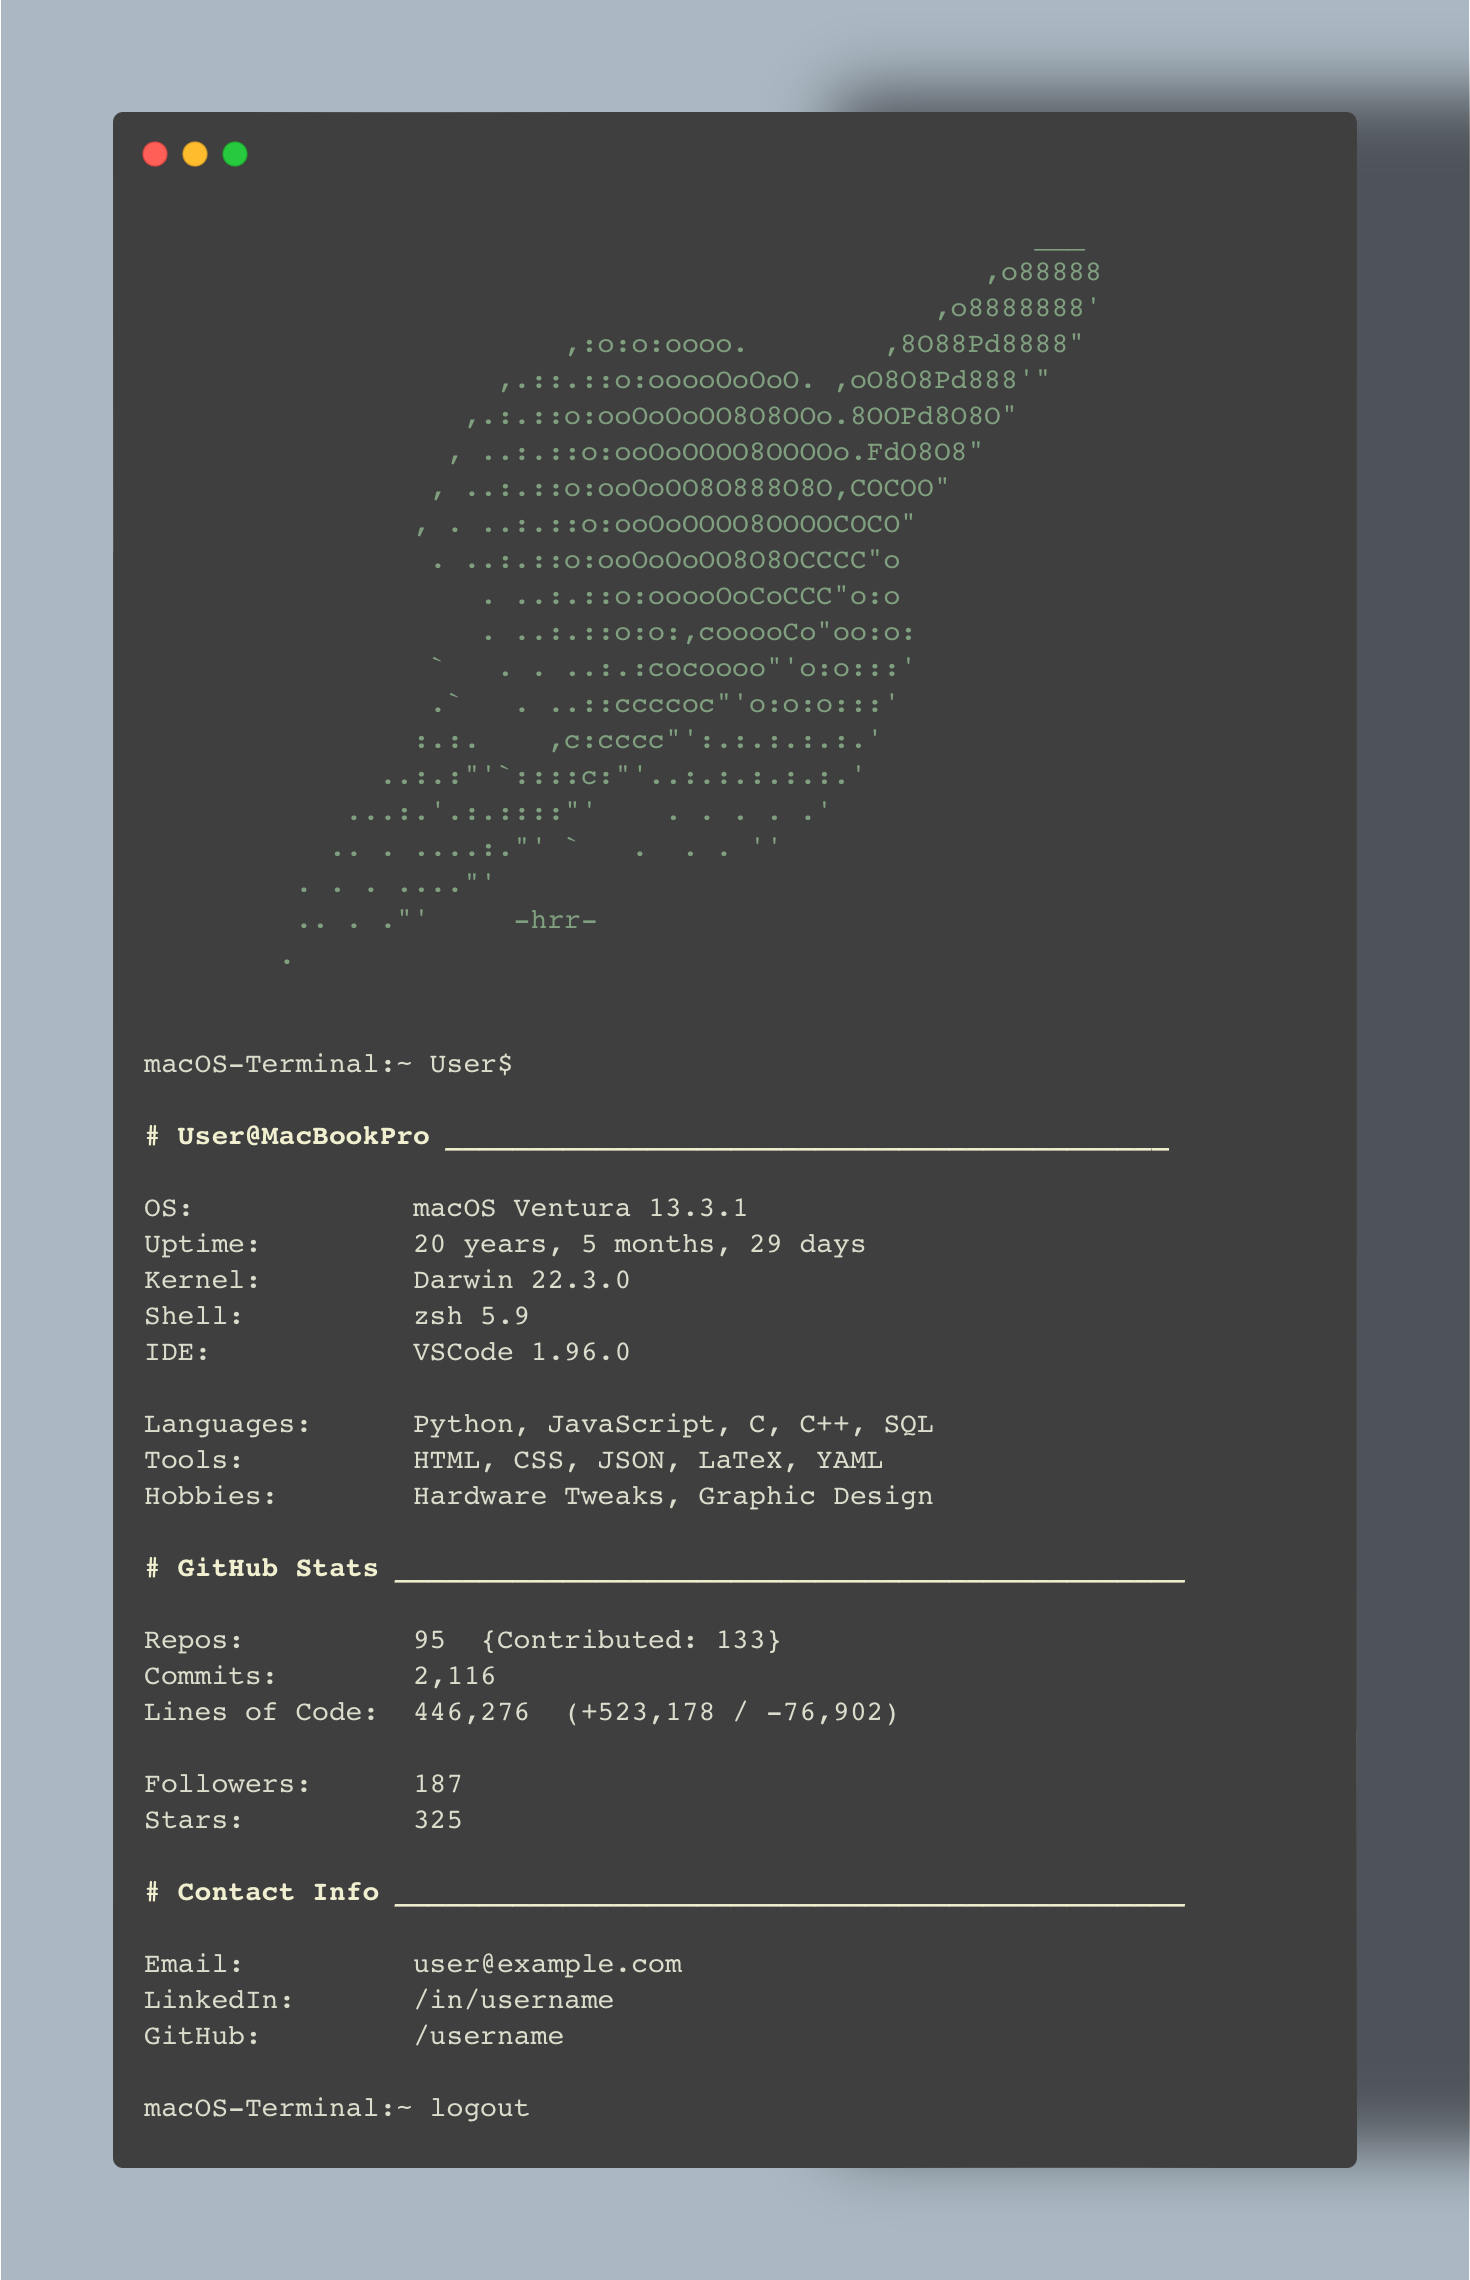 ___
                                                  ,o88888
                                               ,o8888888'
                         ,:o:o:oooo.        ,8O88Pd8888"
                     ,.::.::o:ooooOoOoO. ,oO8O8Pd888'"
                   ,.:.::o:ooOoOoOO8O8OOo.8OOPd8O8O"
                  , ..:.::o:ooOoOOOO8OOOOo.FdO8O8"
                 , ..:.::o:ooOoOO8O888O8O,COCOO"
                , . ..:.::o:ooOoOOOO8OOOOCOCO"
                 . ..:.::o:ooOoOoOO8O8OCCCC"o
                    . ..:.::o:ooooOoCoCCC"o:o
                    . ..:.::o:o:,cooooCo"oo:o:
                 `   . . ..:.:cocoooo"'o:o:::'
                 .`   . ..::ccccoc"'o:o:o:::'
                :.:.    ,c:cccc"':.:.:.:.:.'
              ..:.:"'`::::c:"'..:.:.:.:.:.'
            ...:.'.:.::::"'    . . . . .'
           .. . ....:."' `   .  . . ''
         . . . ...."'
         .. . ."'     -hrr-
        .
macOS-Terminal:~ User$
# User@MacBookPro ___________________________________________
OS:             macOS Ventura 13.3.1
Uptime:         20 years, 5 months, 29 days
Kernel:         Darwin 22.3.0
Shell:          zsh 5.9
IDE:            VSCode 1.96.0
Languages:      Python, JavaScript, C, C++, SQL
Tools:          HTML, CSS, JSON, LaTeX, YAML
Hobbies:        Hardware Tweaks, Graphic Design
# GitHub Stats _______________________________________________
Repos:          95  {Contributed: 133}
Commits:        2,116
Lines of Code:  446,276  (+523,178 / -76,902)
Followers:      187
Stars:          325
# Contact Info _______________________________________________
Email:          user@example.com
LinkedIn:       /in/username
GitHub:         /username
macOS-Terminal:~ logout